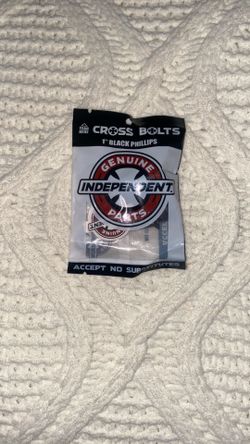 CROSS BOLTS
1" BLACK PHILLIPS
GENUINE
INDEPENDENT
PARTS
ACCEPT NO SUBSTITUTES